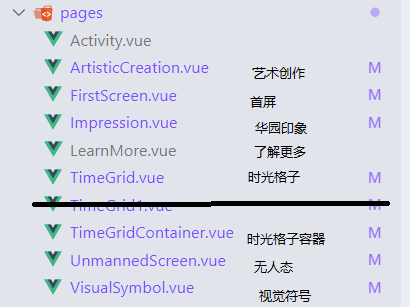 pages
Activity.vue
ArtisticCreation.vue 艺术创作 M
FirstScreen.vue 首屏 M
Impression.vue 华园印象 M
LearnMore.vue 了解更多
TimeGrid.vue 时光格子 M
TimeGrid1.vue M
TimeGridContainer.vue 时光格子容器 M
UnmannedScreen.vue 无人态 M
VisualSymbol.vue 视觉符号 M